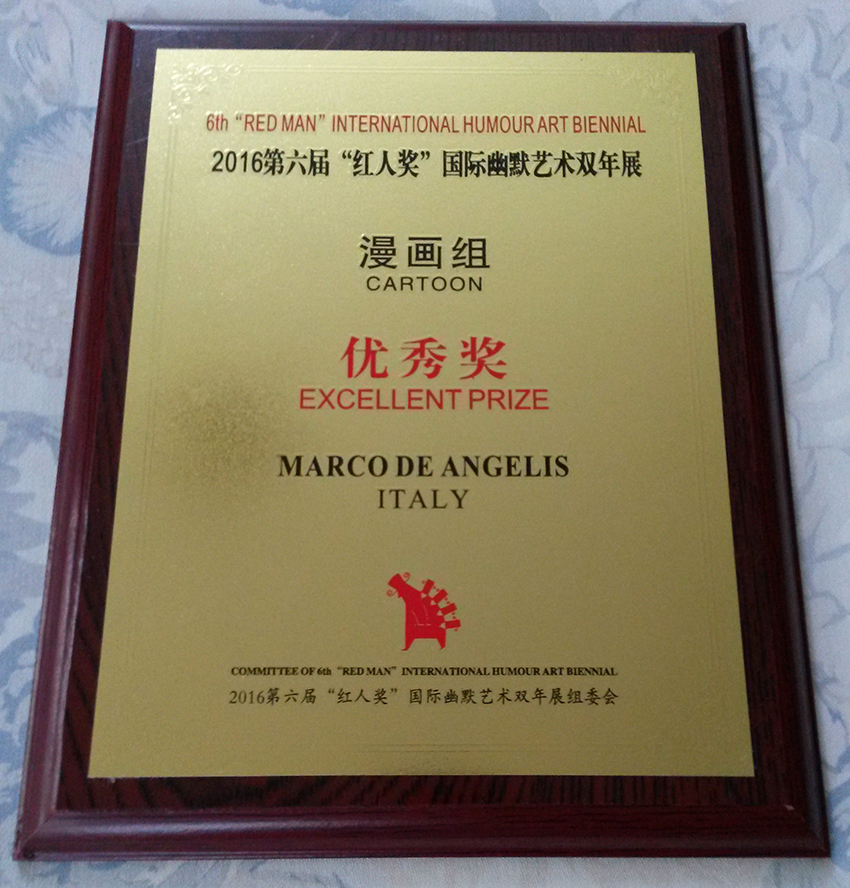 6th “RED MAN” INTERNATIONAL HUMOUR ART BIENNIAL
2016第六届“红人奖”国际幽默艺术双年展
漫画组
CARTOON
优秀奖
EXCELLENT PRIZE
MARCO DE ANGELIS
ITALY
COMMITTEE OF 6th “RED MAN” INTERNATIONAL HUMOUR ART BIENNIAL
2016第六届“红人奖”国际幽默艺术双年展组委会